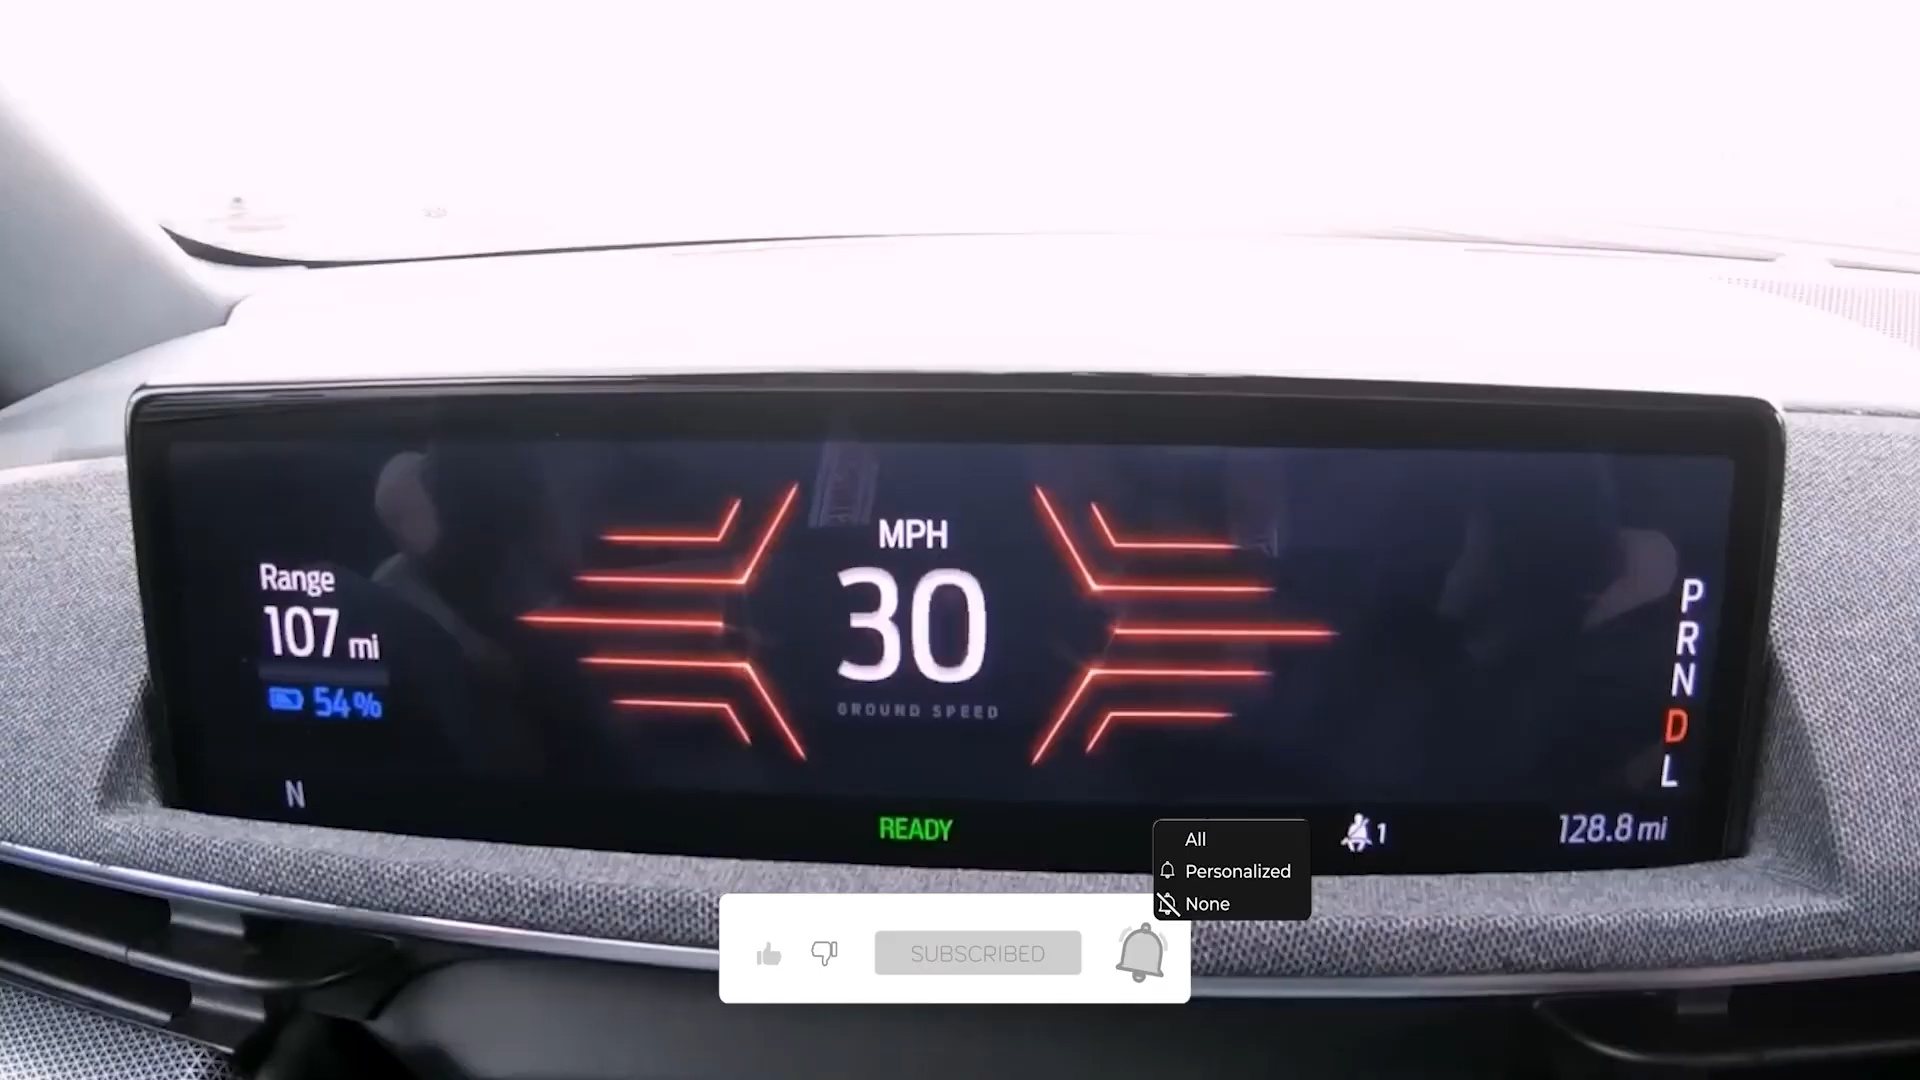 MPH
30
GROUND SPEED
Range
107 mi
54%
N
READY
P
R
N
D
L
1
128.8 mi
All
Personalized
None
SUBSCRIBED